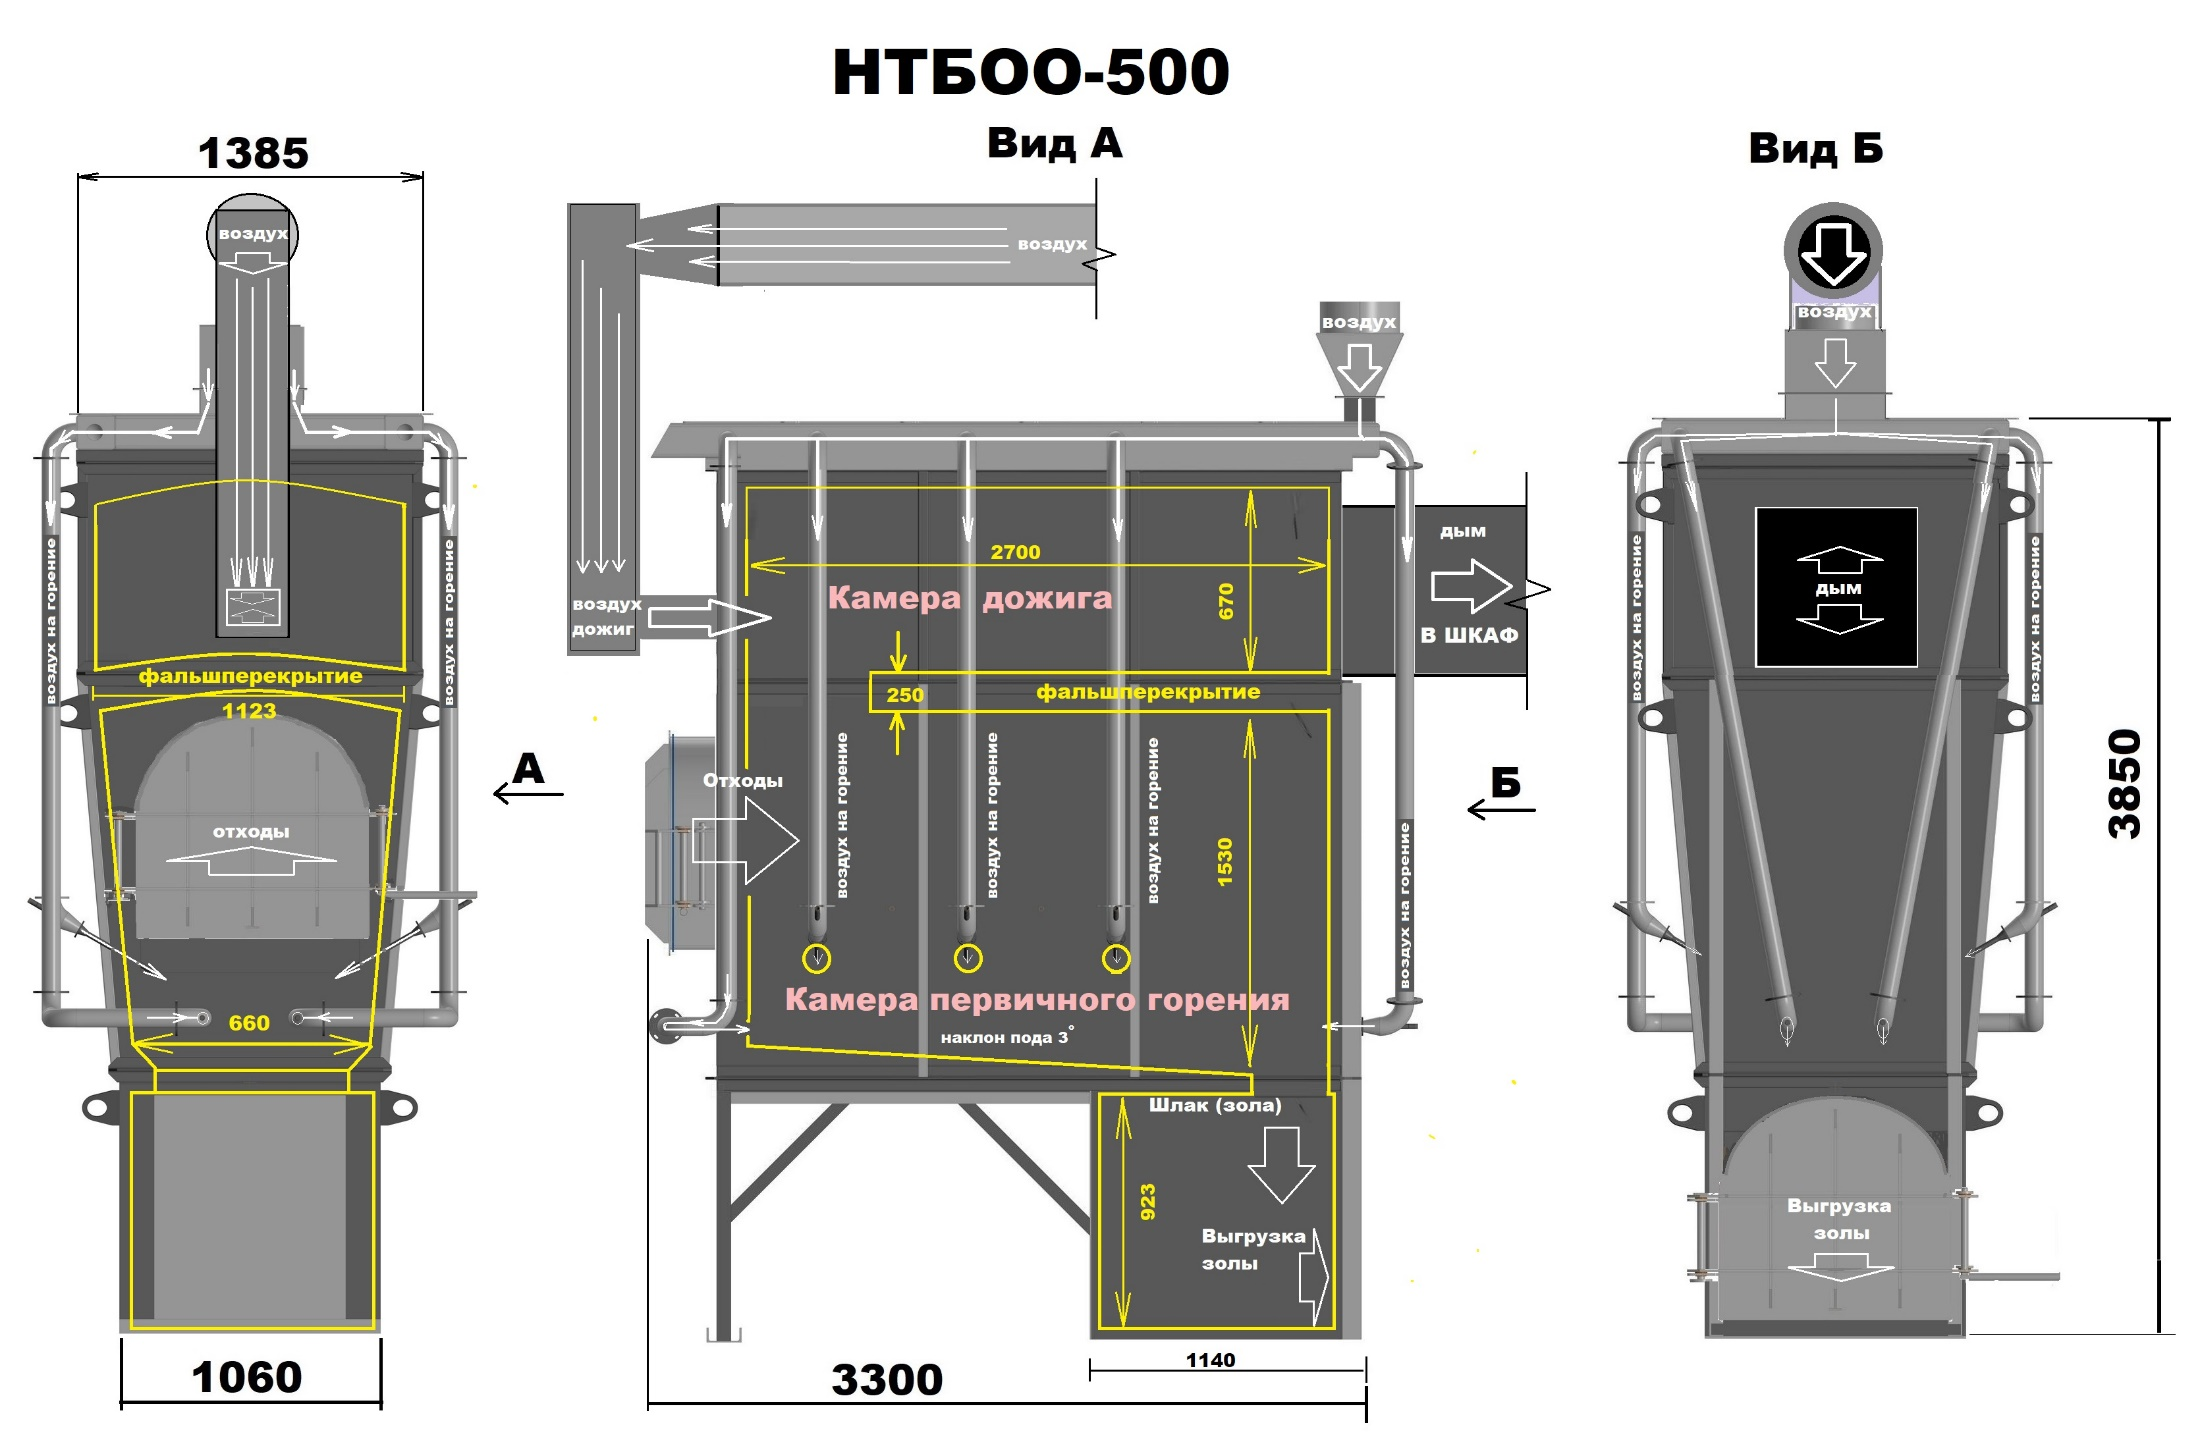 НТБОО-500
Вид А
Вид Б
1385
воздух
воздух на горение
воздух на горение
фальшперекрытие
1123
отходы
660
1060
А
воздух
воздух
воздух
дожиг
2700
Камера дожига
670
дым
В ШКАФ
250
фальшперекрытие
Отходы
воздух на горение
воздух на горение
воздух на горение
1530
воздух на горение
Камера первичного горения
наклон пода 3°
Шлак (зола)
923
Выгрузка
золы
1140
3300
Б
воздух
воздух на горение
дым
воздух на горение
Выгрузка
золы
3850